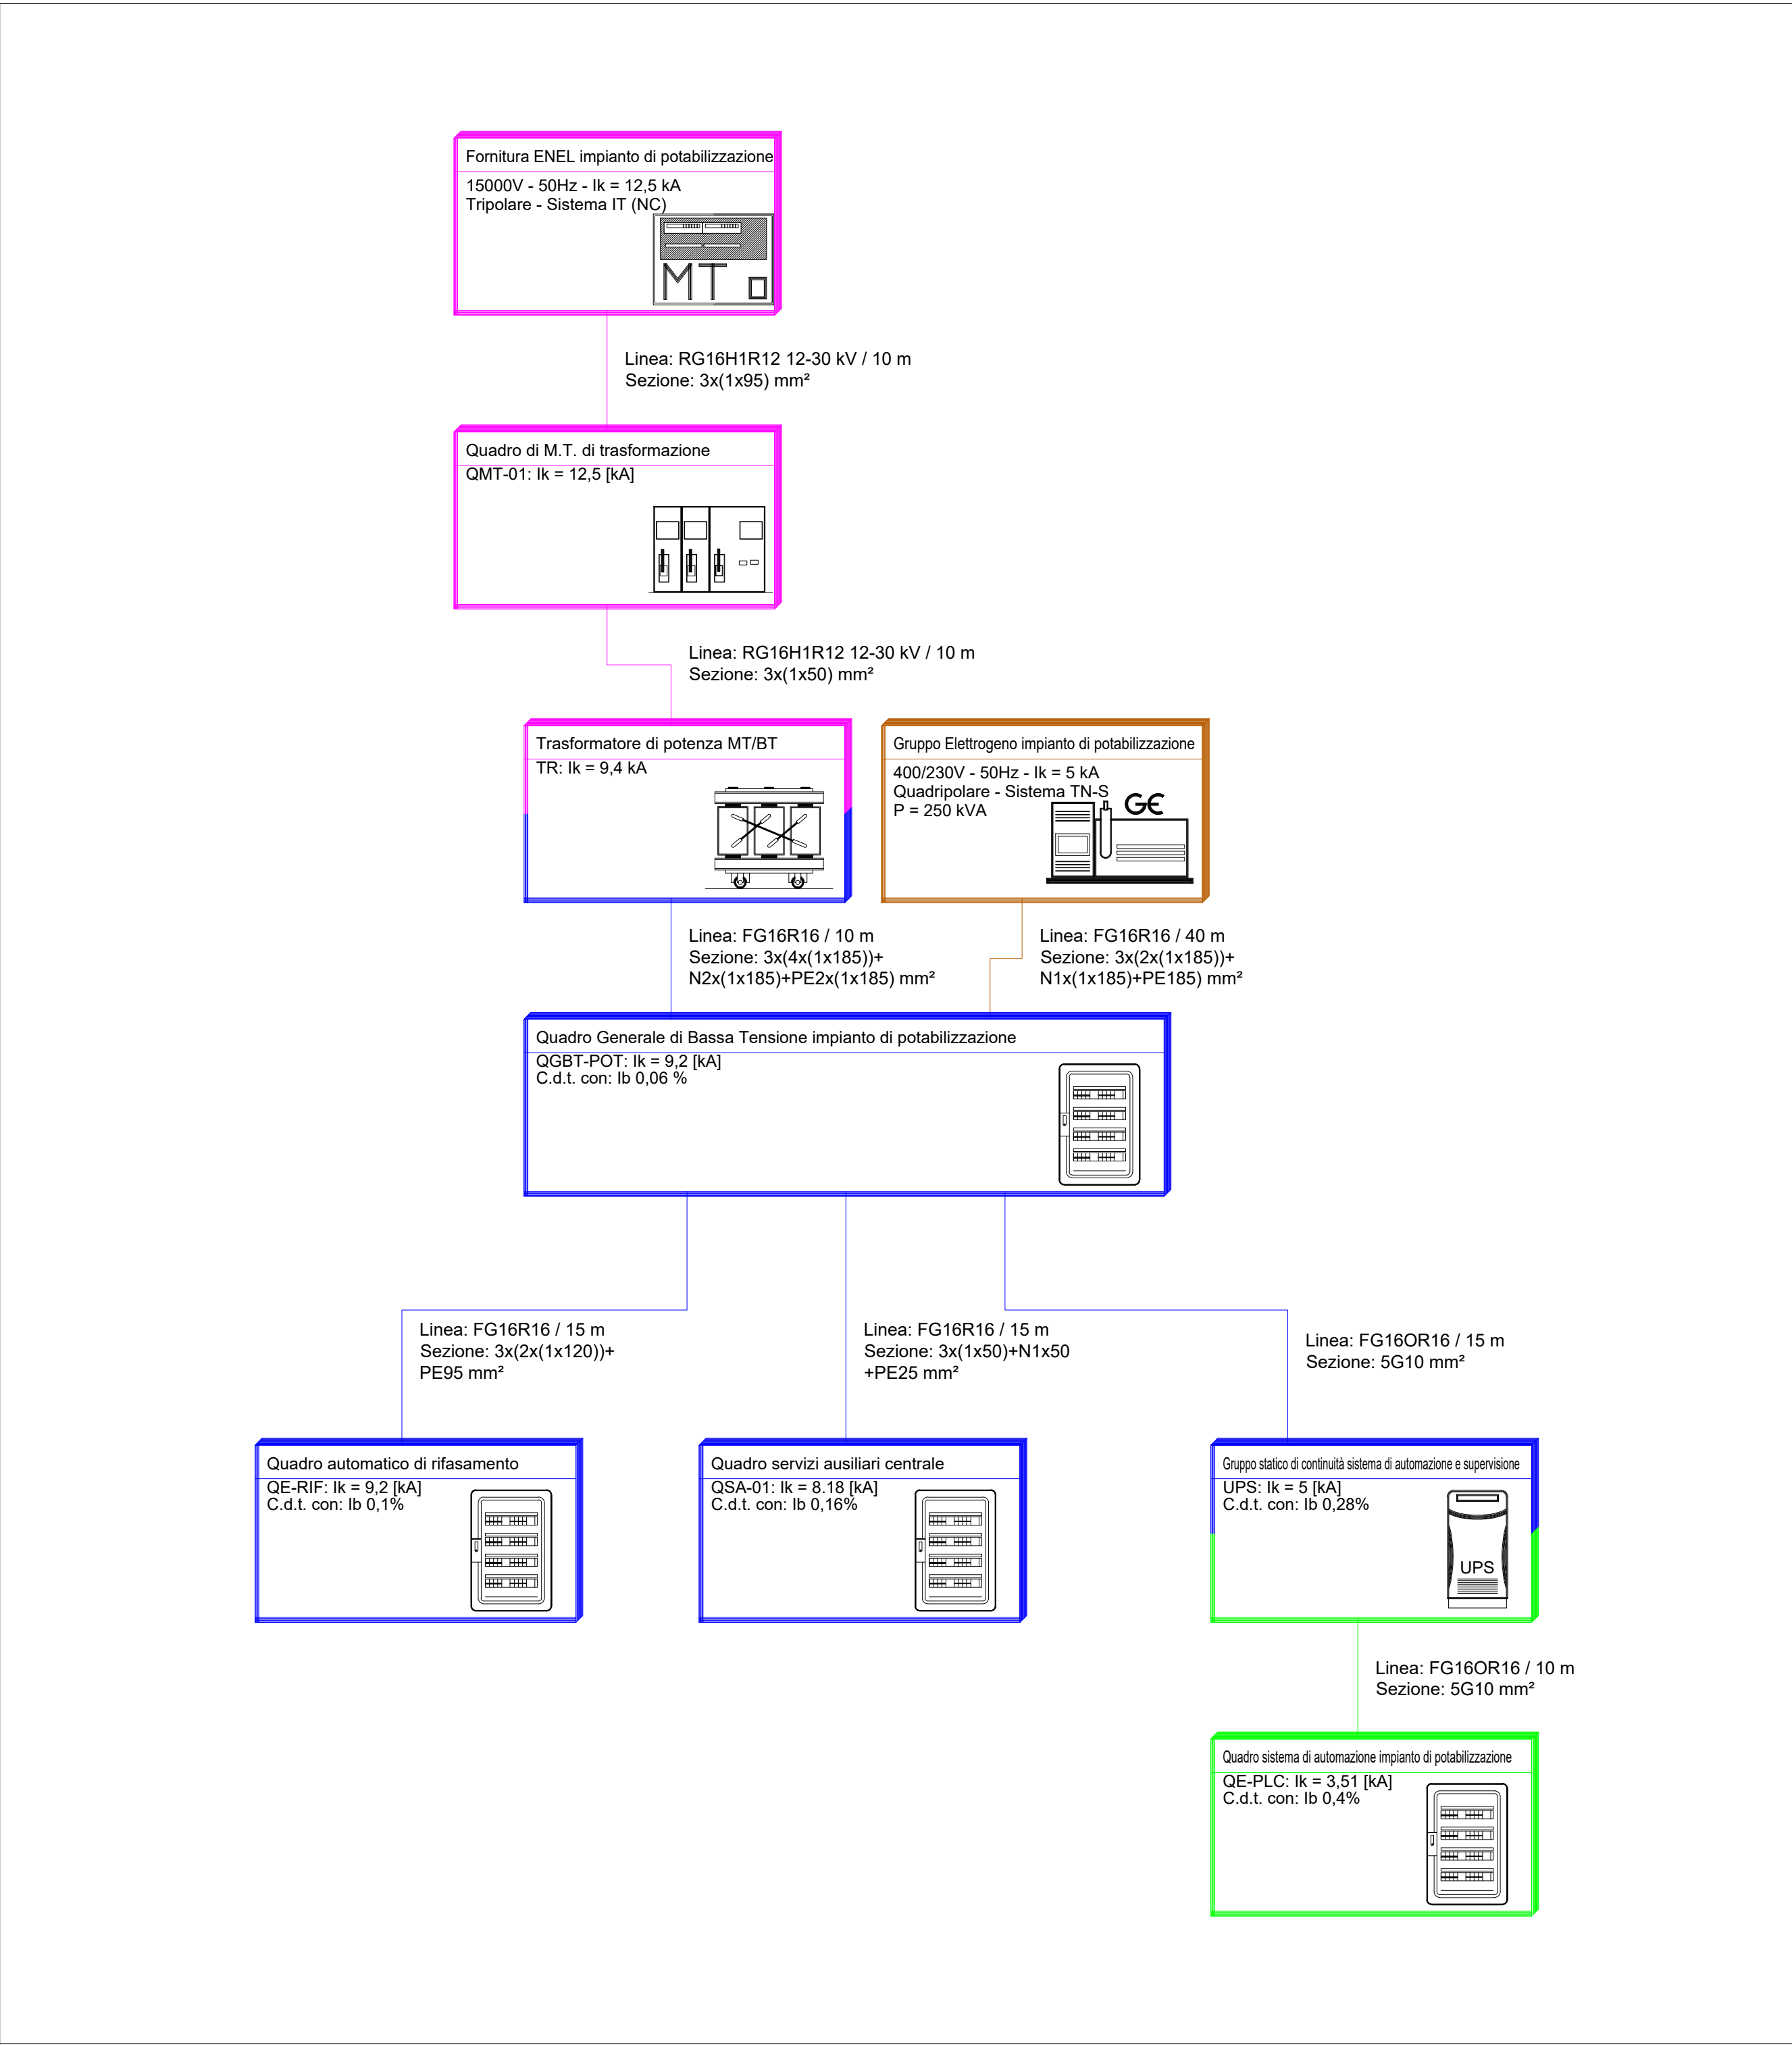 Fornitura ENEL impianto di potabilizzazione
15000V - 50Hz - Ik = 12,5 kA
Tripolare - Sistema IT (NC)
MT
Linea: RG16H1R12 12-30 kV / 10 m
Sezione: 3x(1x95) mm²
Quadro di M.T. di trasformazione
QMT-01: Ik = 12,5 [kA]
Linea: RG16H1R12 12-30 kV / 10 m
Sezione: 3x(1x50) mm²
Trasformatore di potenza MT/BT
TR: Ik = 9,4 kA
Gruppo Elettrogeno impianto di potabilizzazione
400/230V - 50Hz - Ik = 5 kA
Quadripolare - Sistema TN-S
P = 250 kVA
GE
Linea: FG16R16 / 10 m
Sezione: 3x(4x(1x185))+
N2x(1x185)+PE2x(1x185) mm²
Linea: FG16R16 / 40 m
Sezione: 3x(2x(1x185))+
N1x(1x185)+PE185) mm²
Quadro Generale di Bassa Tensione impianto di potabilizzazione
QGBT-POT: Ik = 9,2 [kA]
C.d.t. con: Ib 0,06 %
Linea: FG16R16 / 15 m
Sezione: 3x(2x(1x120))+
PE95 mm²
Linea: FG16R16 / 15 m
Sezione: 3x(1x50)+N1x50
+PE25 mm²
Linea: FG16OR16 / 15 m
Sezione: 5G10 mm²
Quadro automatico di rifasamento
QE-RIF: Ik = 9,2 [kA]
C.d.t. con: Ib 0,1%
Quadro servizi ausiliari centrale
QSA-01: Ik = 8.18 [kA]
C.d.t. con: Ib 0,16%
Gruppo statico di continuità sistema di automazione e supervisione
UPS: Ik = 5 [kA]
C.d.t. con: Ib 0,28%
UPS
Linea: FG16OR16 / 10 m
Sezione: 5G10 mm²
Quadro sistema di automazione impianto di potabilizzazione
QE-PLC: Ik = 3,51 [kA]
C.d.t. con: Ib 0,4%